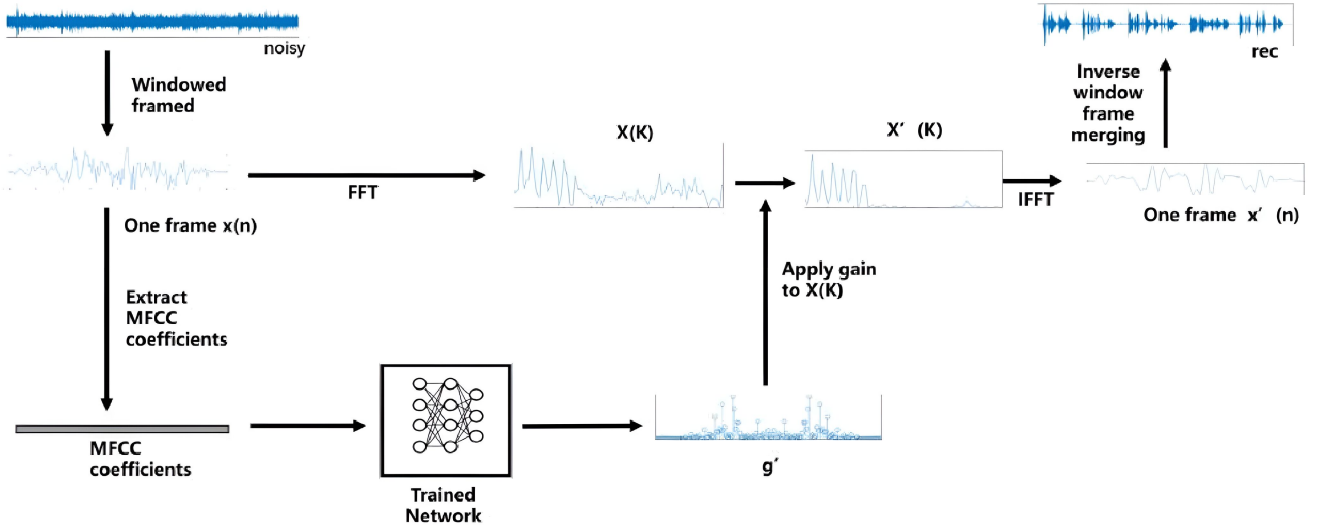 noisy
Windowed
framed
One frame x(n)
FFT
X(K)
X′ (K)
IFFT
One frame x′ (n)
Inverse
window
frame
merging
rec
Extract
MFCC
coefficients
MFCC
coefficients
Trained
Network
g′
Apply gain
to X(K)